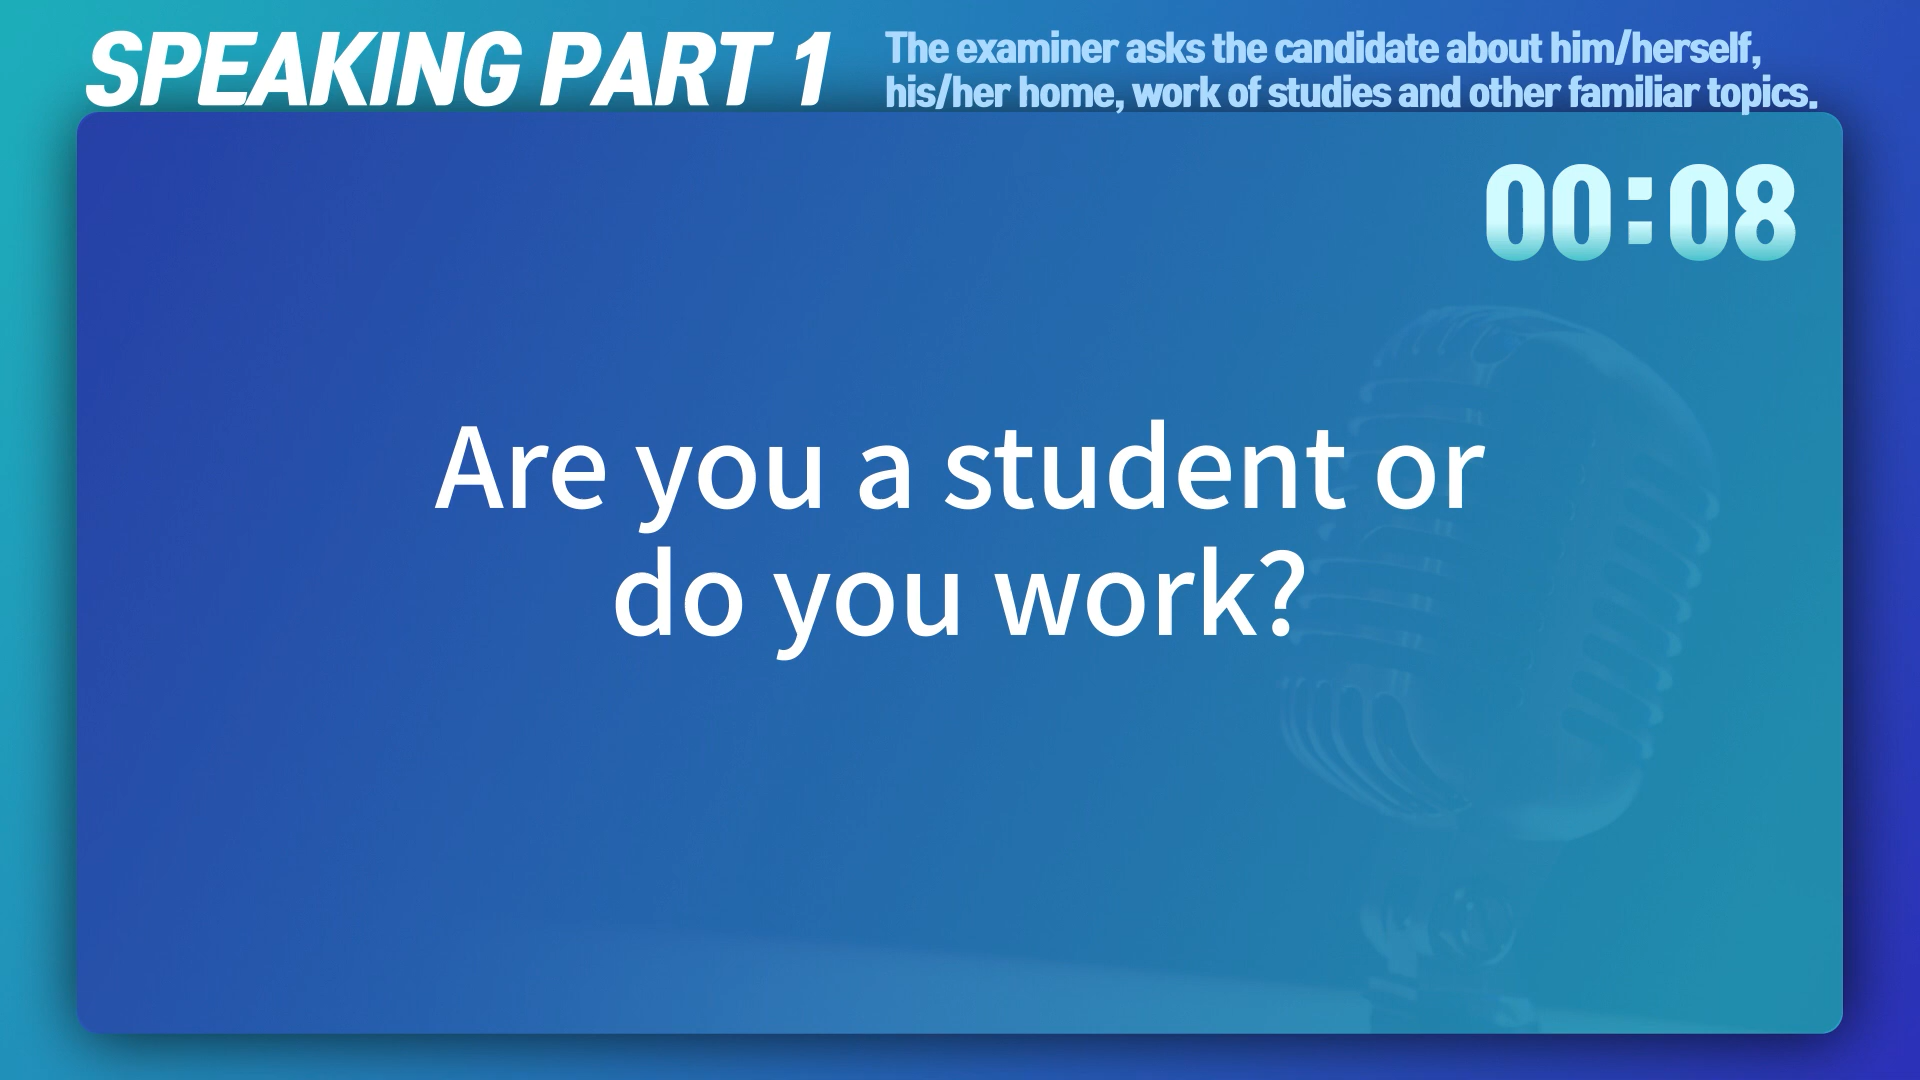 SPEAKING PART 1
The examiner asks the candidate about him/herself,
his/her home, work of studies and other familiar topics.
00:08
Are you a student or
do you work?